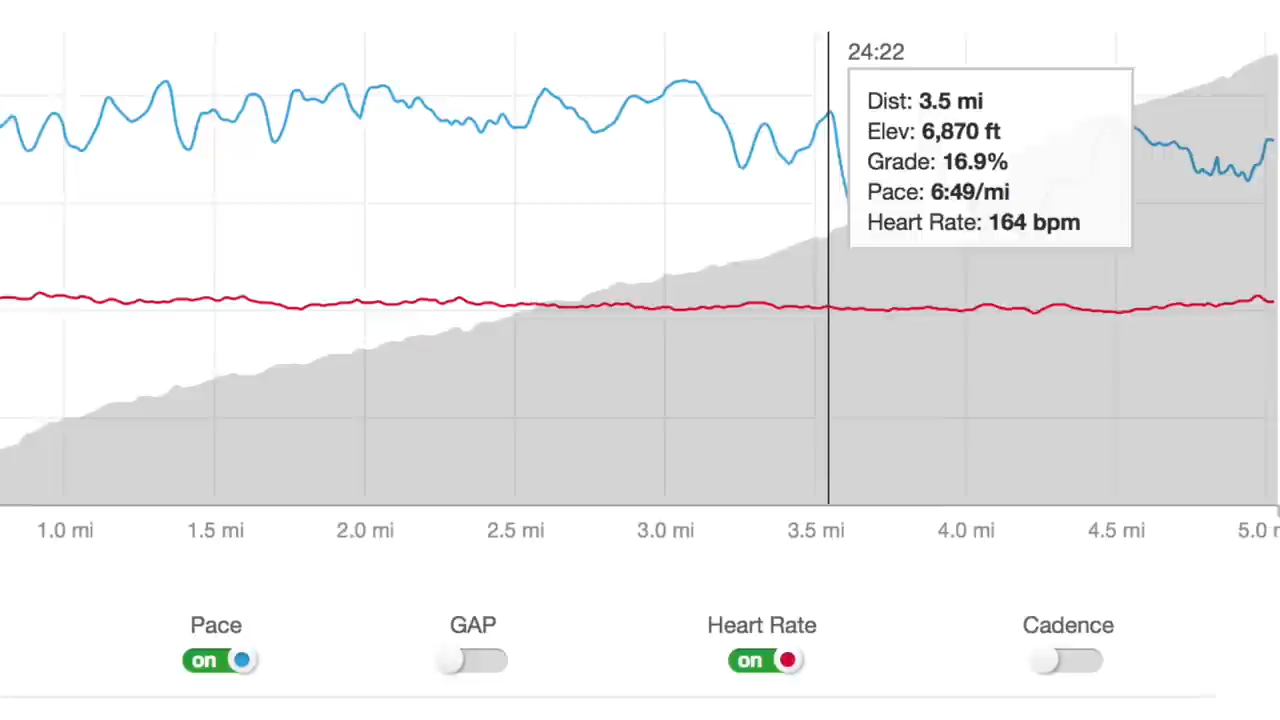 24:22
Dist: 3.5 mi
Elev: 6,870 ft
Grade: 16.9%
Pace: 6:49/mi
Heart Rate: 164 bpm
1.0 mi 1.5 mi 2.0 mi 2.5 mi 3.0 mi 3.5 mi 4.0 mi 4.5 mi 5.0
Pace GAP Heart Rate Cadence
on on